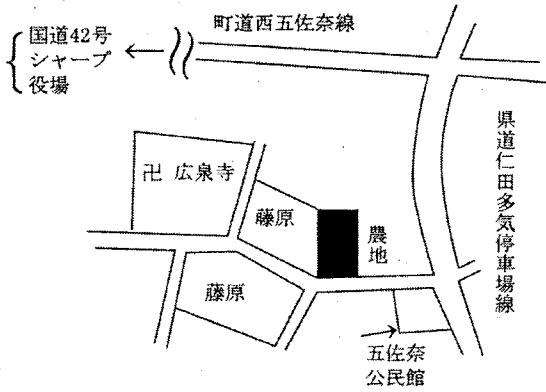 町道西五佐奈線
国道42号
シャープ
役場
県道仁田多気停車場線
卍 広泉寺
藤原
農地
藤原
五佐奈
公民館